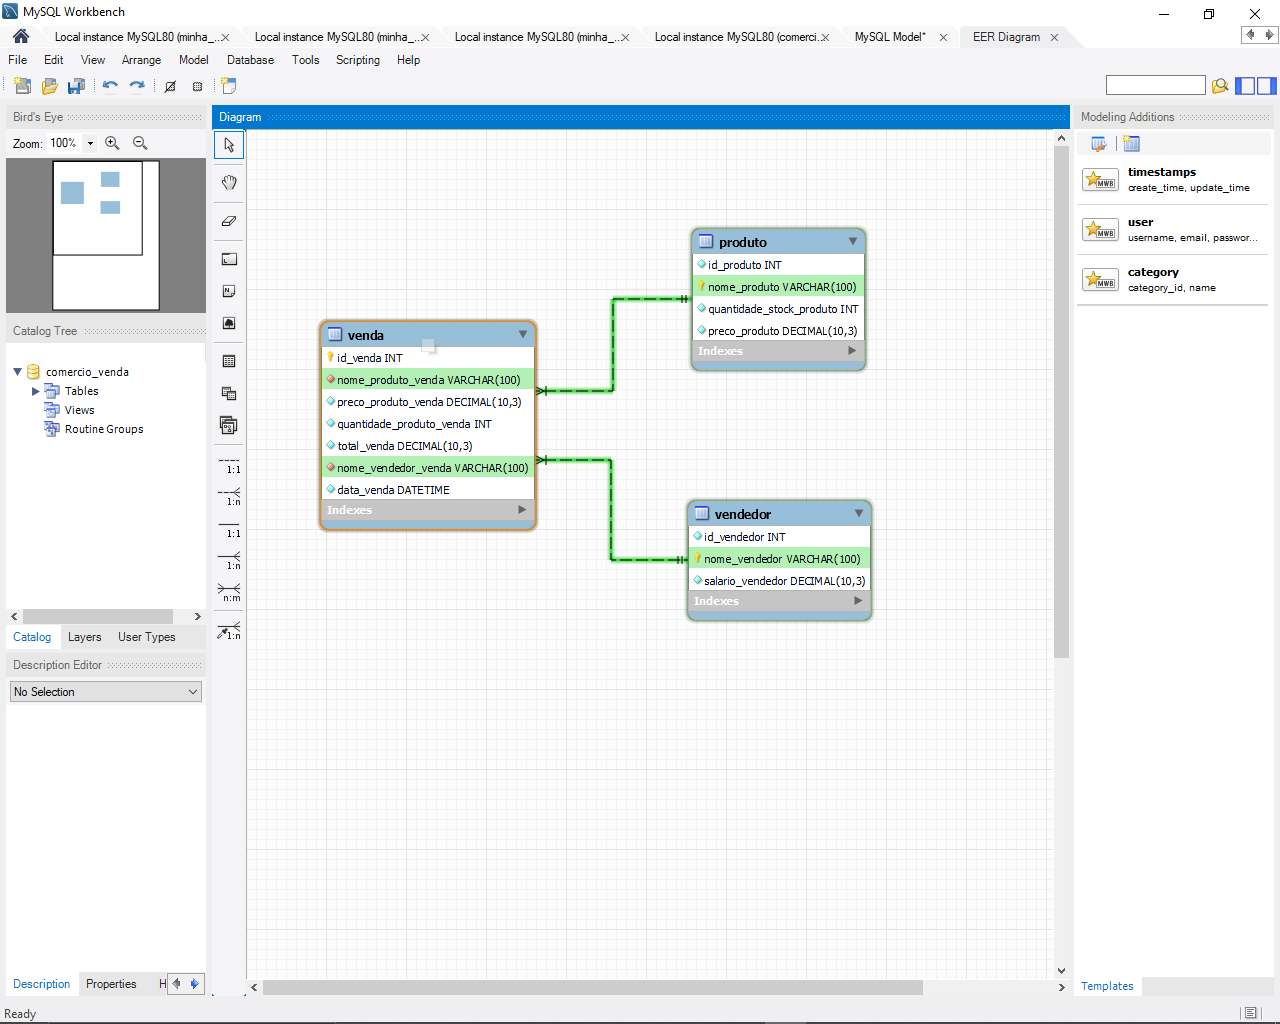 MySQL Workbench
Local instance MySQL80 (minha_...
Local instance MySQL80 (minha_...
Local instance MySQL80 (minha_...
Local instance MySQL80 (comerci...
MySQL Model*
EER Diagram
File Edit View Arrange Model Database Tools Scripting Help
Bird's Eye
Zoom: 100%
Catalog Tree
comercio_venda
Tables
Views
Routine Groups
Catalog Layers User Types
Description Editor
No Selection
Description Properties H
Ready
Diagram
1:1
1:n
1:1
1:n
n:m
1:n
venda
id_venda INT
nome_produto_venda VARCHAR(100)
preco_produto_venda DECIMAL(10,3)
quantidade_produto_venda INT
total_venda DECIMAL(10,3)
nome_vendedor_venda VARCHAR(100)
data_venda DATETIME
Indexes
produto
id_produto INT
nome_produto VARCHAR(100)
quantidade_stock_produto INT
preco_produto DECIMAL(10,3)
Indexes
vendedor
id_vendedor INT
nome_vendedor VARCHAR(100)
salario_vendedor DECIMAL(10,3)
Indexes
Modeling Additions
MWB
timestamps
create_time, update_time
MWB
user
username, email, passwor...
MWB
category
category_id, name
Templates